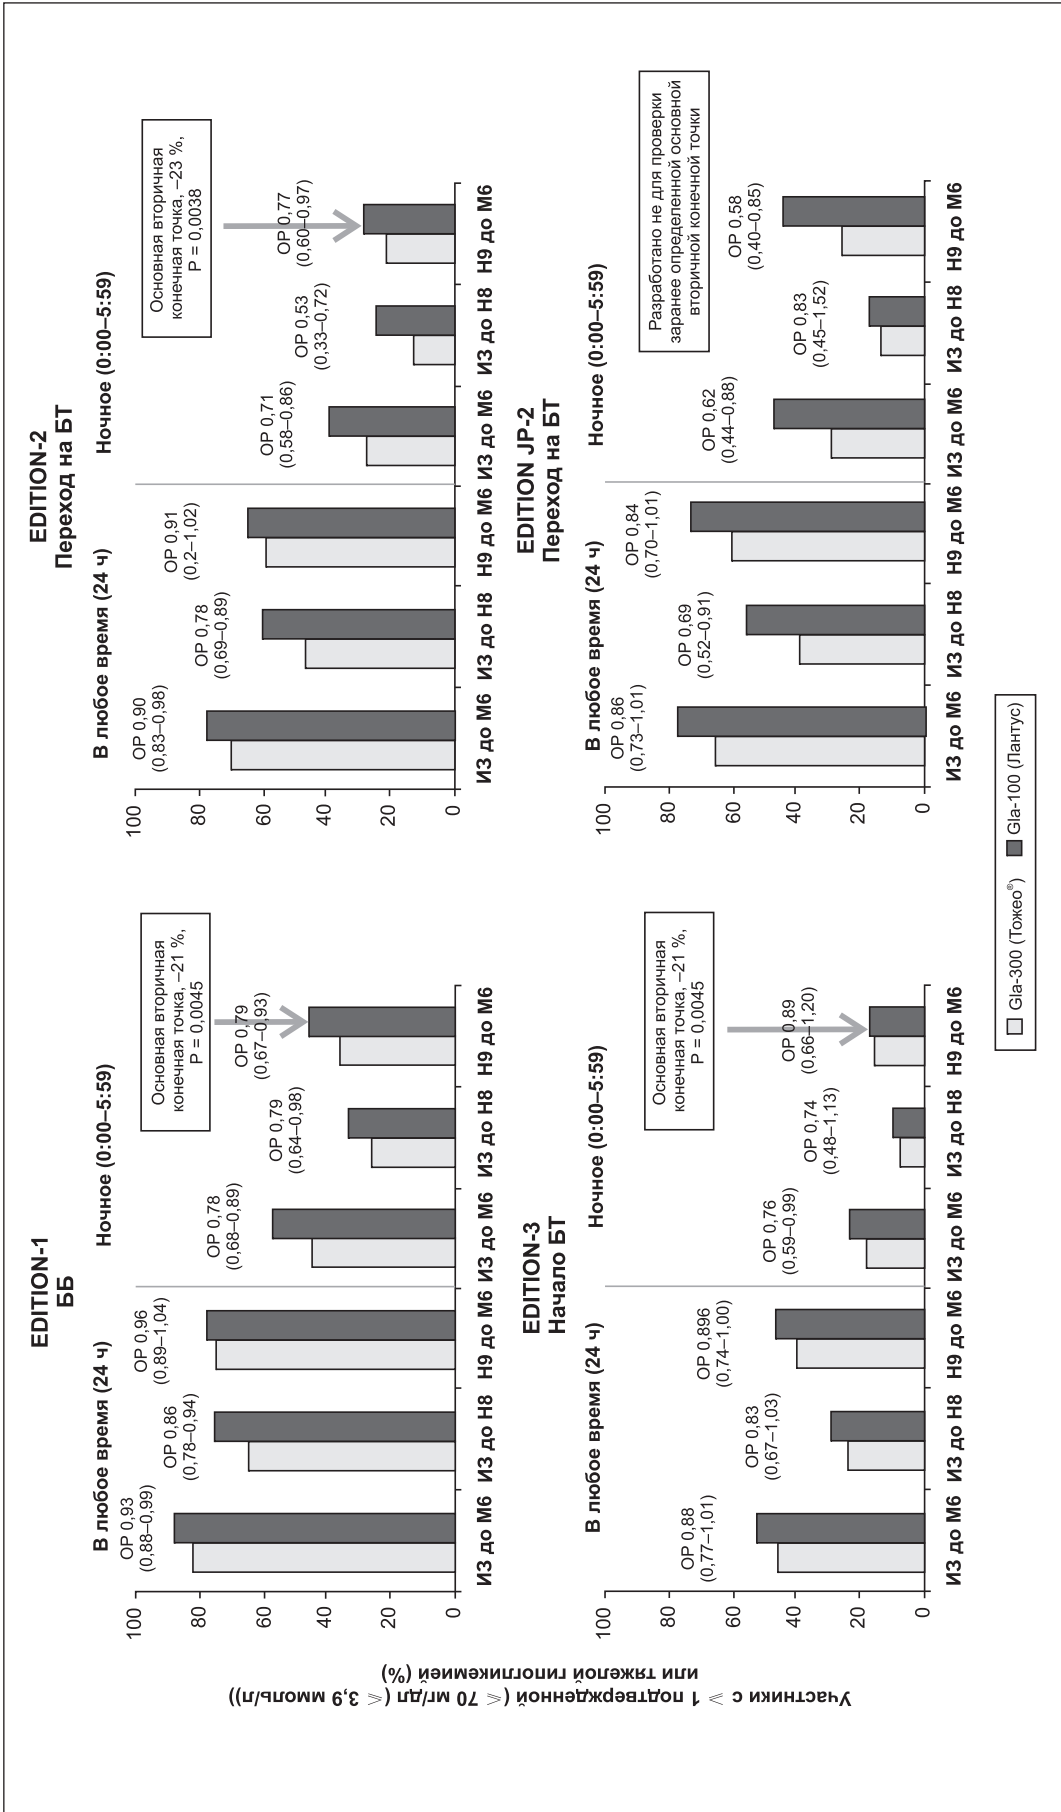 Участники с ⩾ 1 подтвержденной (⩽ 70 мг/дл (⩽ 3,9 ммоль/л))
или тяжелой гипогликемией (%)
EDITION-1
ББ
В любое время (24 ч)
Ночное (0:00–5:59)
Основная вторичная
конечная точка, –21 %,
P = 0,0045
100
80
60
40
20
0
ОР 0,93
(0,88–0,99)
ОР 0,86
(0,78–0,94)
ОР 0,96
(0,89–1,04)
ОР 0,78
(0,68–0,89)
ОР 0,79
(0,64–0,98)
ОР 0,79
(0,67–0,93)
ИЗ до М6
ИЗ до Н8
Н9 до М6
ИЗ до М6
ИЗ до Н8
Н9 до М6
EDITION-2
Переход на БТ
В любое время (24 ч)
Ночное (0:00–5:59)
Основная вторичная
конечная точка, –23 %,
P = 0,0038
100
80
60
40
20
0
ОР 0,90
(0,83–0,98)
ОР 0,78
(0,69–0,89)
ОР 0,91
(0,2–1,02)
ОР 0,71
(0,58–0,86)
ОР 0,53
(0,33–0,72)
ОР 0,77
(0,60–0,97)
ИЗ до М6
ИЗ до Н8
Н9 до М6
ИЗ до М6
ИЗ до Н8
Н9 до М6
EDITION-3
Начало БТ
В любое время (24 ч)
Ночное (0:00–5:59)
Основная вторичная
конечная точка, –21 %,
P = 0,0045
100
80
60
40
20
0
ОР 0,88
(0,77–1,01)
ОР 0,83
(0,67–1,03)
ОР 0,896
(0,74–1,00)
ОР 0,76
(0,59–0,99)
ОР 0,74
(0,48–1,13)
ОР 0,89
(0,66–1,20)
ИЗ до М6
ИЗ до Н8
Н9 до М6
ИЗ до М6
ИЗ до Н8
Н9 до М6
EDITION JP-2
Переход на БТ
В любое время (24 ч)
Ночное (0:00–5:59)
Разработано не для проверки
заранее определенной основной
вторичной конечной точки
100
80
60
40
20
0
ОР 0,86
(0,73–1,01)
ОР 0,69
(0,52–0,91)
ОР 0,84
(0,70–1,01)
ОР 0,62
(0,44–0,88)
ОР 0,83
(0,45–1,52)
ОР 0,58
(0,40–0,85)
ИЗ до М6
ИЗ до Н8
Н9 до М6
ИЗ до М6
ИЗ до Н8
Н9 до М6
Gla-300 (Тожео®)
Gla-100 (Лантус)